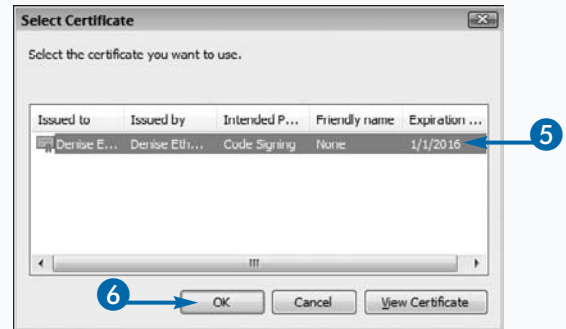 Select Certificate
Select the certificate you want to use.
Issued to Issued by Intended P... Friendly name Expiration ...
Denise E... Denise Eth... Code Signing None 1/1/2016
5
6
OK Cancel View Certificate